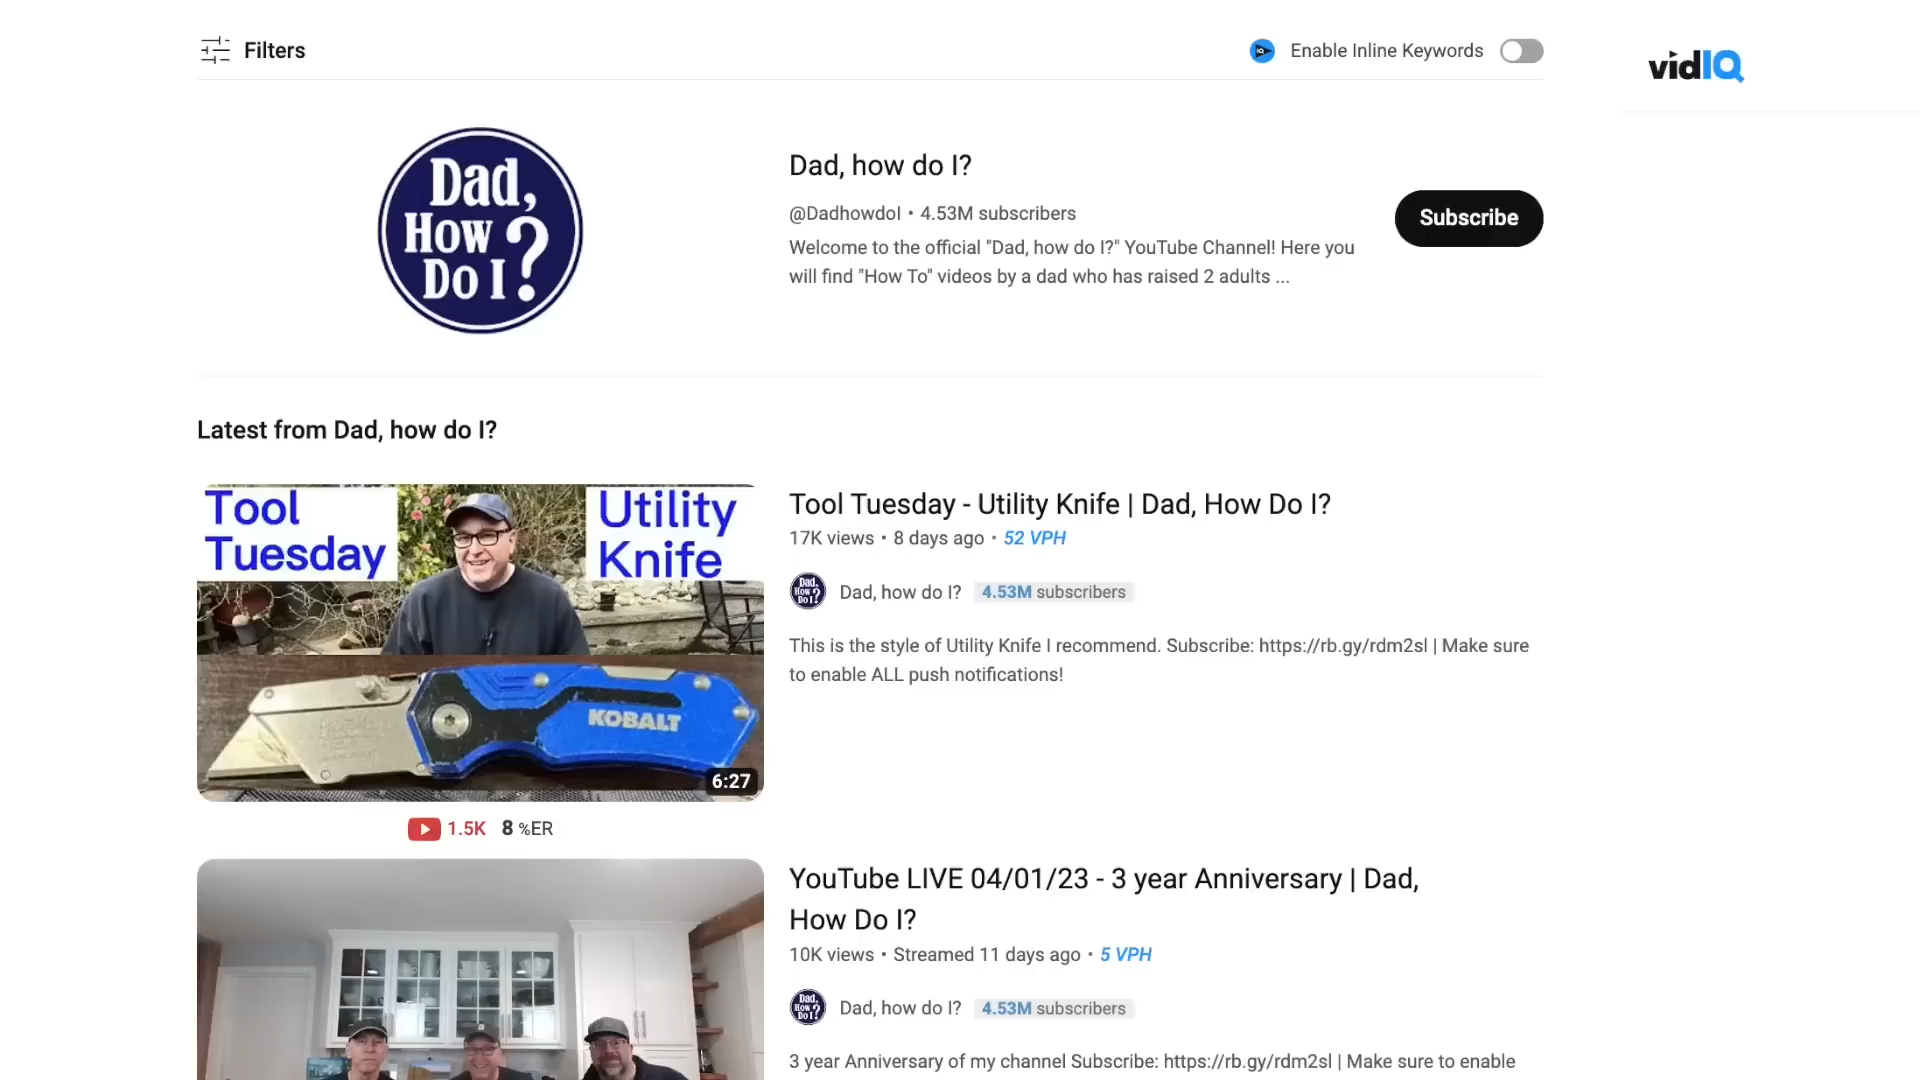 Filters
Enable Inline Keywords
vidIQ
Dad,
How
Do I?
Dad, how do I?
@DadhowdoI • 4.53M subscribers
Welcome to the official "Dad, how do I?" YouTube Channel! Here you
will find "How To" videos by a dad who has raised 2 adults ...
Subscribe
Latest from Dad, how do I?
Tool
Tuesday
Utility
Knife
KOBALT
6:27
1.5K 8 %ER
Tool Tuesday - Utility Knife | Dad, How Do I?
17K views • 8 days ago • 52 VPH
Dad,
How
Do I?
Dad, how do I? 4.53M subscribers
This is the style of Utility Knife I recommend. Subscribe: https://rb.gy/rdm2sl | Make sure
to enable ALL push notifications!
YouTube LIVE 04/01/23 - 3 year Anniversary | Dad,
How Do I?
10K views • Streamed 11 days ago • 5 VPH
Dad,
How
Do I?
Dad, how do I? 4.53M subscribers
3 year Anniversary of my channel Subscribe: https://rb.gy/rdm2sl | Make sure to enable